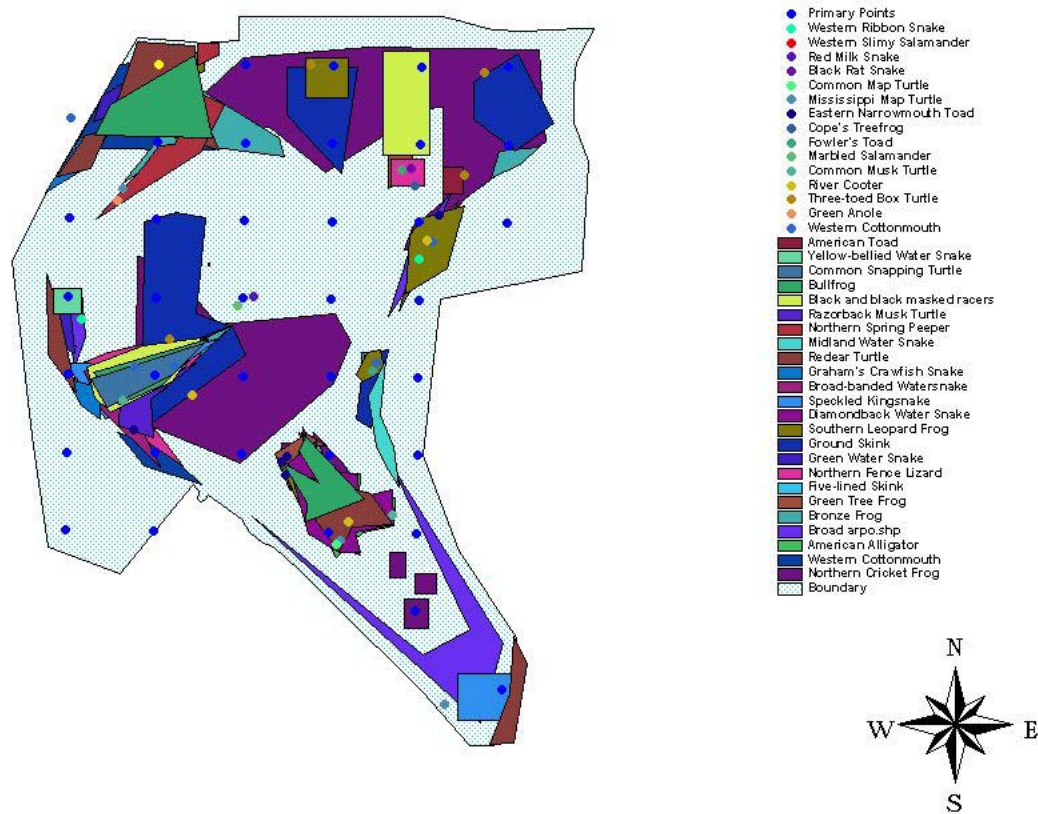 Primary Points
Western Ribbon Snake
Western Slimy Salamander
Red Milk Snake
Black Rat Snake
Common Map Turtle
Mississippi Map Turtle
Eastern Narrowmouth Toad
Cope's Treefrog
Fowler's Toad
Marbled Salamander
Common Musk Turtle
River Cooter
Three-toed Box Turtle
Green Anole
Western Cottonmouth
American Toad
Yellow-bellied Water Snake
Common Snapping Turtle
Bullfrog
Black and black masked racers
Razorback Musk Turtle
Northern Spring Peeper
Midland Water Snake
Redear Turtle
Graham's Crawfish Snake
Broad-banded Watersnake
Speckled Kingsnake
Diamondback Water Snake
Southern Leopard Frog
Ground Skink
Green Water Snake
Northern Fence Lizard
Five-lined Skink
Green Tree Frog
Bronze Frog
Broad arpo.shp
American Alligator
Western Cottonmouth
Northern Cricket Frog
Boundary
N
W E
S